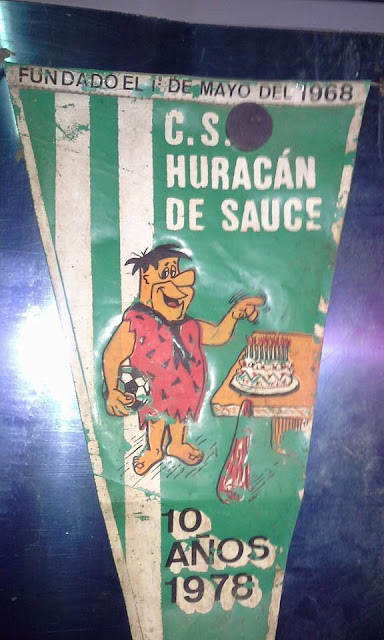 FUNDADO EL 1º DE MAYO DEL 1968
C.S.
HURACÁN
DE SAUCE
10
AÑOS
1978